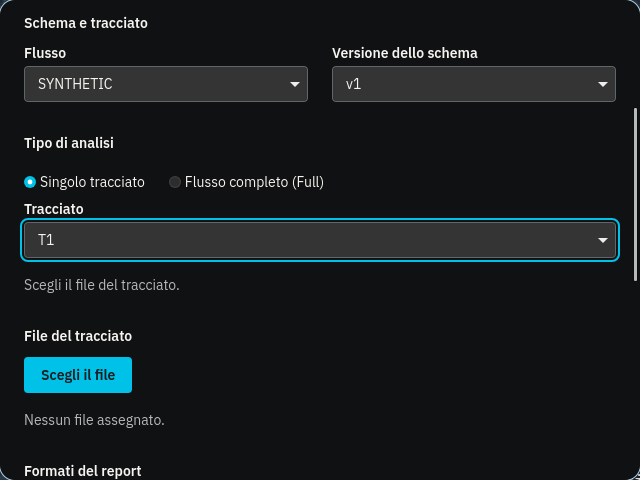 Schema e tracciato
Flusso
Versione dello schema
SYNTHETIC
v1
Tipo di analisi
Singolo tracciato
Flusso completo (Full)
Tracciato
T1
Scegli il file del tracciato.
File del tracciato
Scegli il file
Nessun file assegnato.
Formati del report